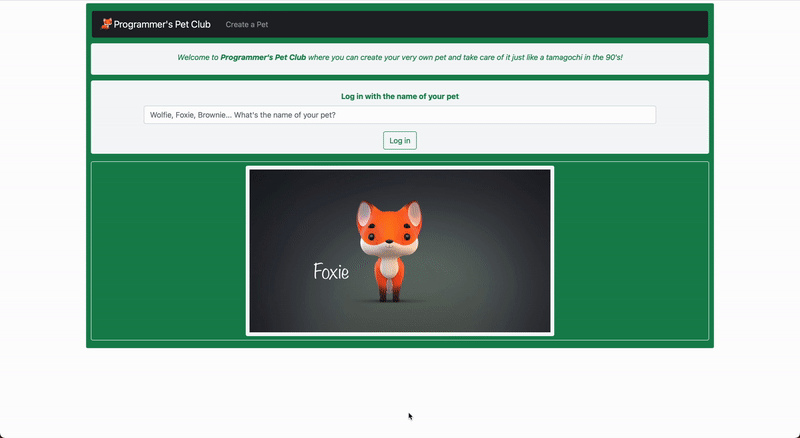 Programmer's Pet Club Create a Pet
Welcome to Programmer's Pet Club where you can create your very own pet and take care of it just like a tamagochi in the 90's!
Log in with the name of your pet
Wolfie, Foxie, Brownie... What's the name of your pet?
Log in
Foxie